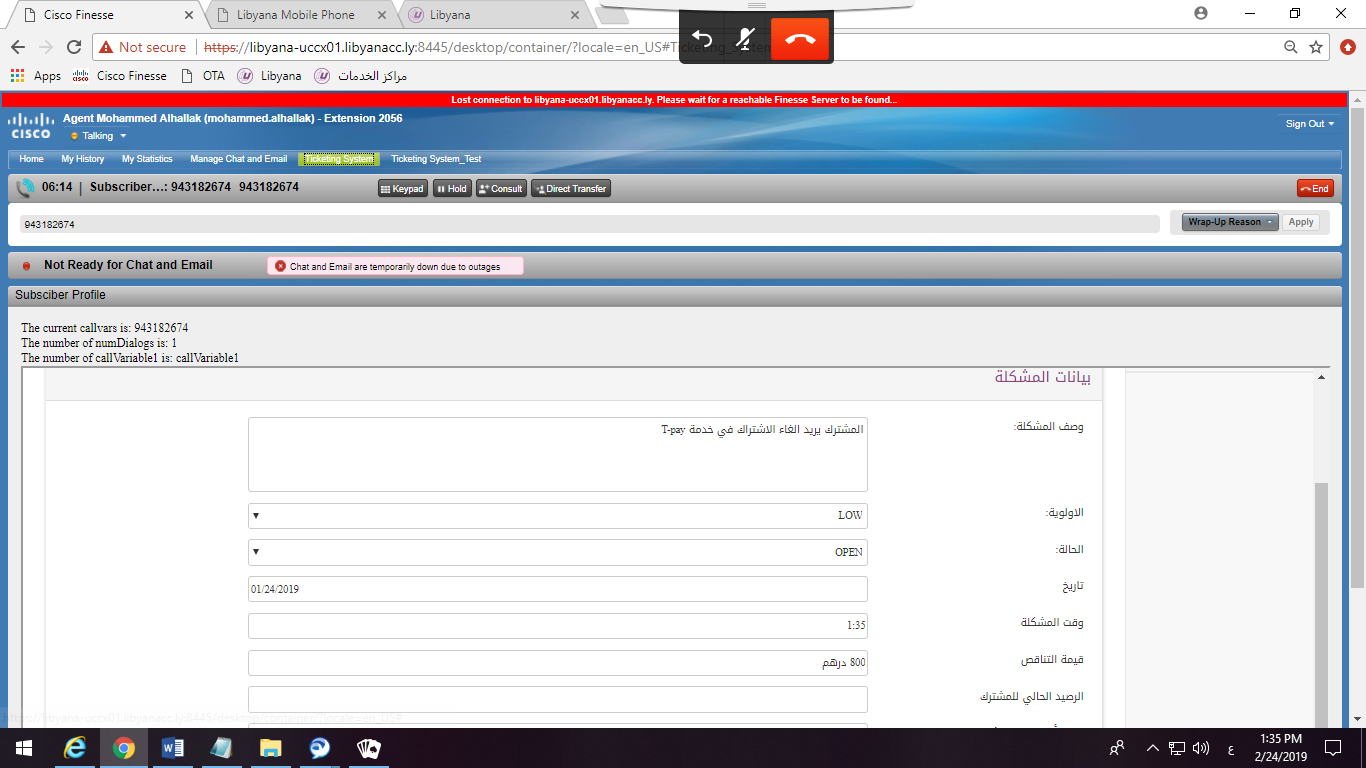 Cisco Finesse
Libyana Mobile Phone
Libyana
Not secure
https://libyana-uccx01.libyanacc.ly:8445/desktop/container/?locale=en_US#Ticketing_System
Apps
Cisco Finesse
OTA
Libyana
مراكز الخدمات
Lost connection to libyana-uccx01.libyanacc.ly. Please wait for a reachable Finesse Server to be found...
CISCO
Agent Mohammed Alhallak (mohammed.alhallak) - Extension 2056
Talking
Sign Out
Home
My History
My Statistics
Manage Chat and Email
Ticketing System
Ticketing System_Test
06:14 | Subscriber...: 943182674 943182674
Keypad
Hold
Consult
Direct Transfer
End
943182674
Wrap-Up Reason
Apply
Not Ready for Chat and Email
Chat and Email are temporarily down due to outages
Subsciber Profile
The current callvars is: 943182674
The number of numDialogs is: 1
The number of callVariable1 is: callVariable1
بيانات المشكلة
وصف المشكلة:
المشترك يريد الغاء الاشتراك في خدمة T-pay
الاولوية:
LOW
الحالة:
OPEN
تاريخ
01/24/2019
وقت المشكلة
1:35
قيمة التناقص
800 درهم
الرصيد الحالي للمشترك
https://libyana-uccx01.libyanacc.ly:8445/desktop/container/?locale=en_US#
ع
1:35 PM
2/24/2019